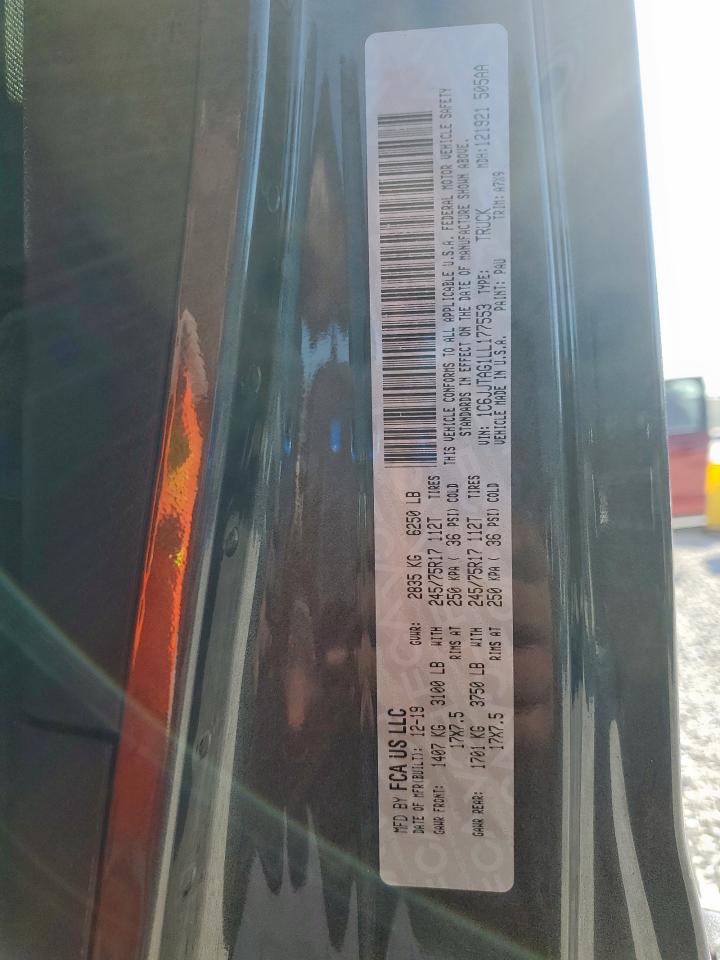 MFD BY FCA US LLC
DATE OF MFR(BUILT): 12-19 GVWR: 2835 KG 6250 LB
GAWR FRONT: 1407 KG 3100 LB WITH 245/75R17 112T TIRES
17X7.5 RIMS AT 250 KPA ( 36 PSI) COLD
GAWR REAR: 1701 KG 3750 LB WITH 245/75R17 112T TIRES
17X7.5 RIMS AT 250 KPA ( 36 PSI) COLD
THIS VEHICLE CONFORMS TO ALL APPLICABLE U.S.A. FEDERAL MOTOR VEHICLE SAFETY
STANDARDS IN EFFECT ON THE DATE OF MANUFACTURE SHOWN ABOVE.
VIN: 1C6JJTAG1LL177553 TYPE: TRUCK MDH: 121921 505AA
VEHICLE MADE IN U.S.A. PAINT: PAU TRIM: A7X9